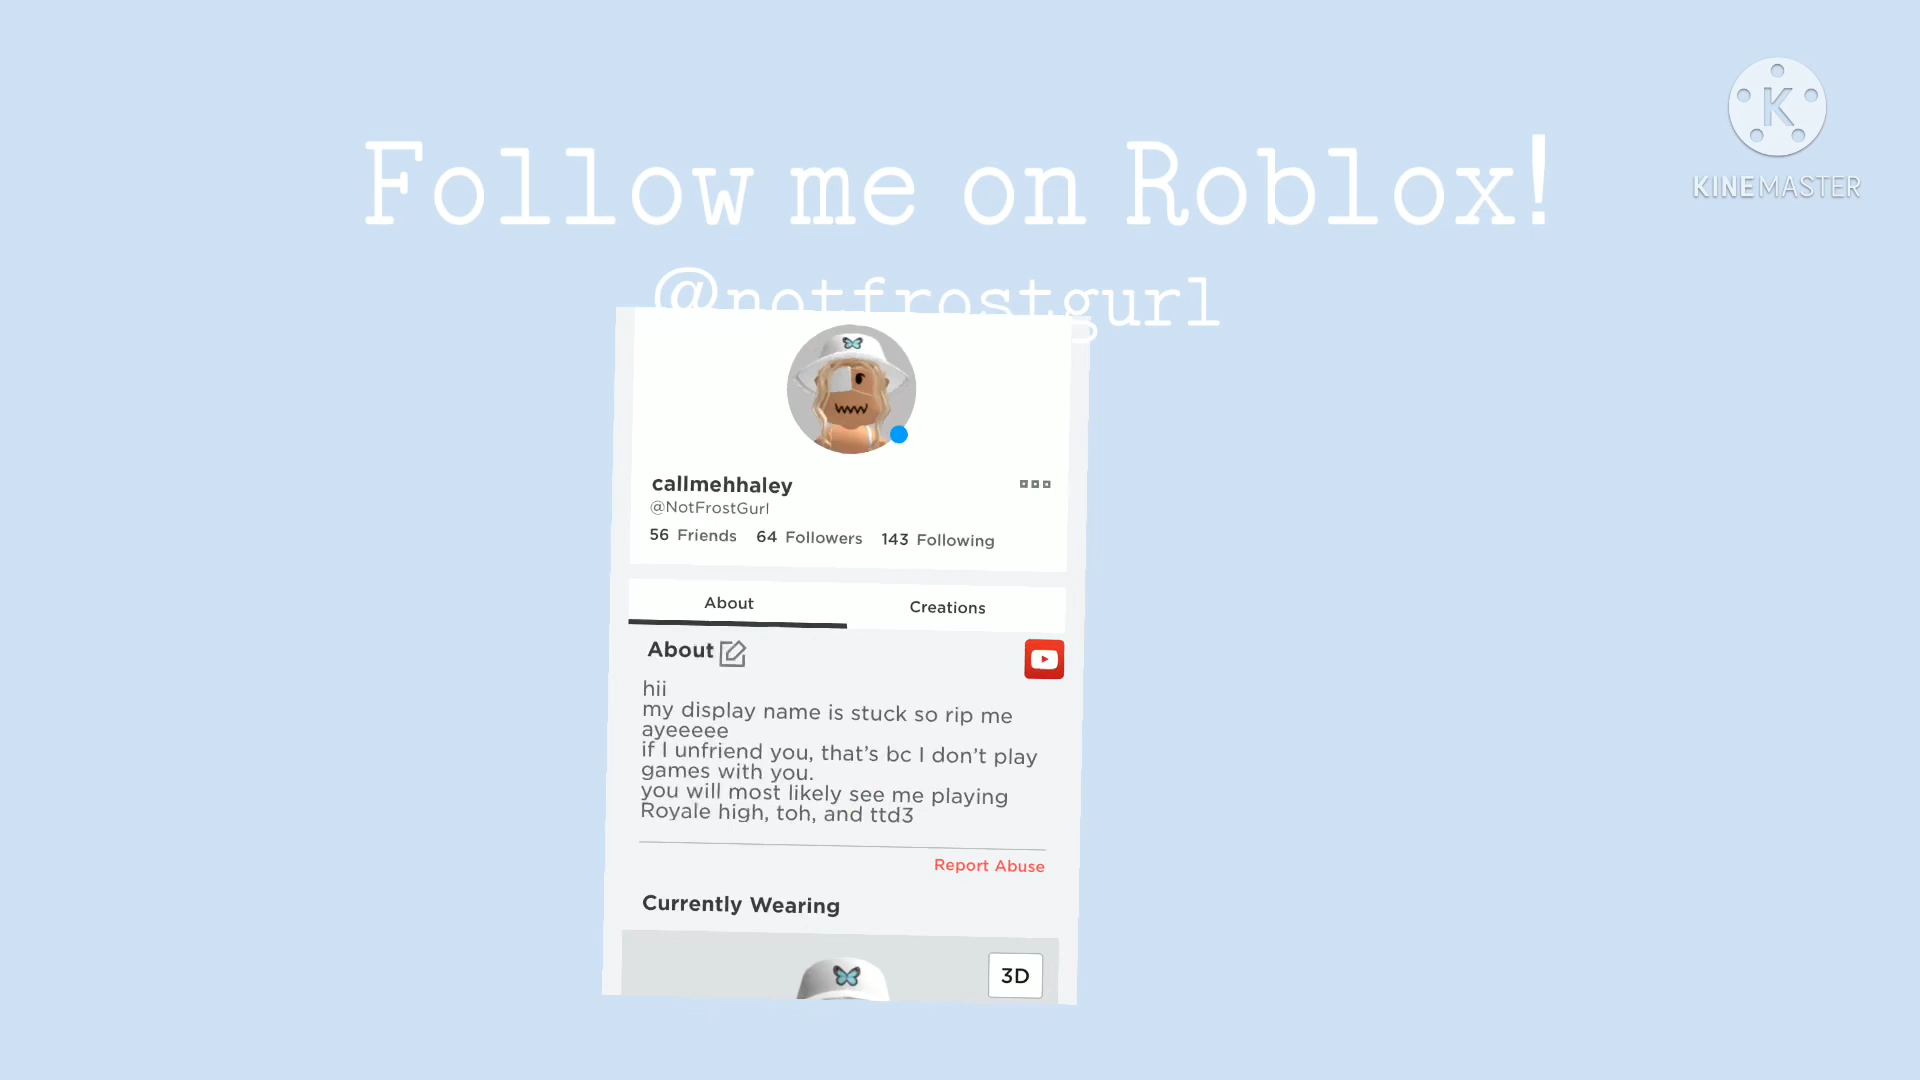 Follow me on Roblox!
@notfrostgurl
K
KINEMASTER
callmehhaley
@NotFrostGurl
56 Friends 64 Followers 143 Following
About Creations
About
hii
my display name is stuck so rip me
ayeeeee
if I unfriend you, that’s bc I don’t play
games with you.
you will most likely see me playing
Royale high, toh, and ttd3
Report Abuse
Currently Wearing
3D